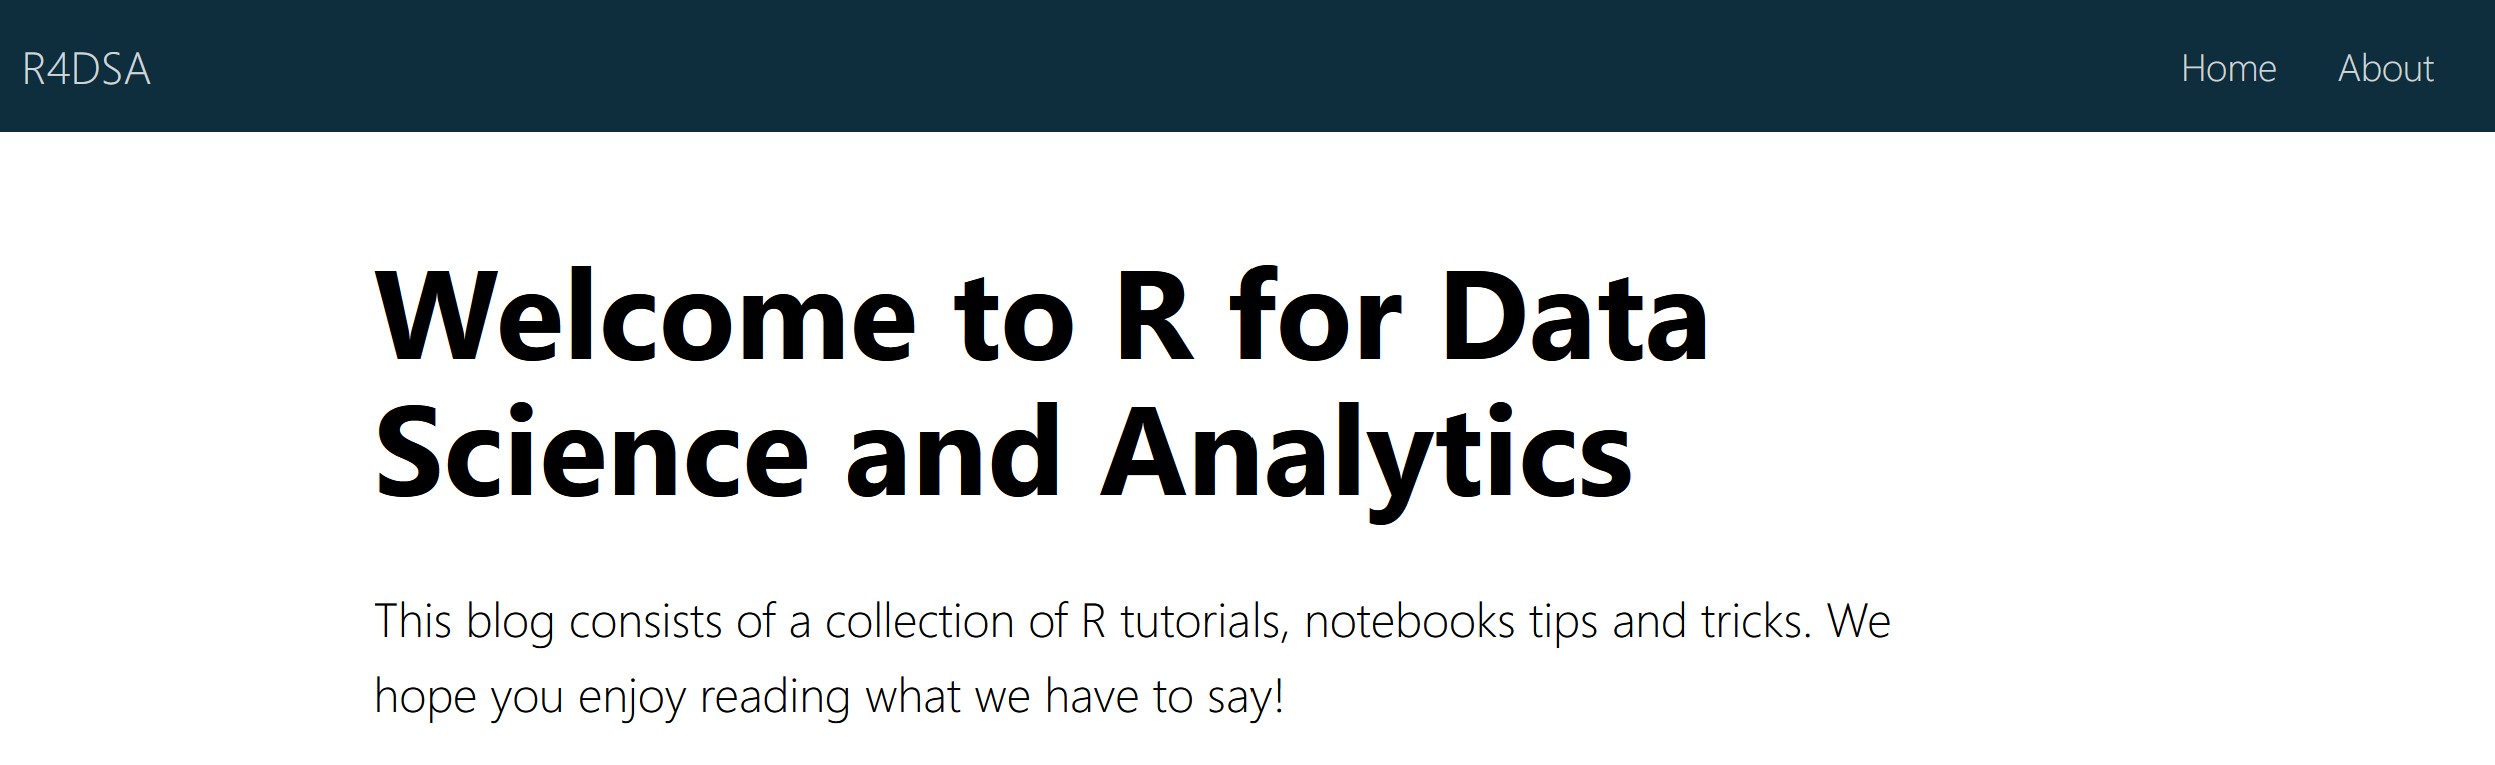 R4DSA
Home About
Welcome to R for Data
Science and Analytics
This blog consists of a collection of R tutorials, notebooks tips and tricks. We
hope you enjoy reading what we have to say!